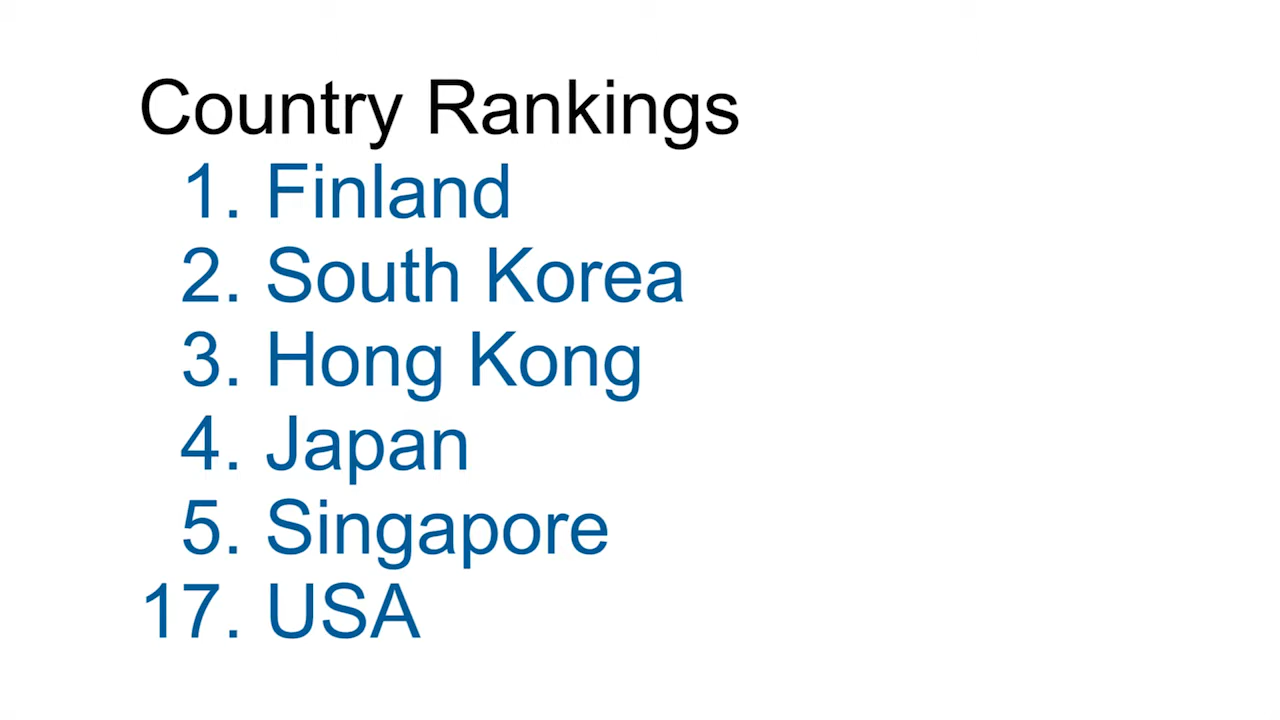 Country Rankings
1. Finland
2. South Korea
3. Hong Kong
4. Japan
5. Singapore
17. USA